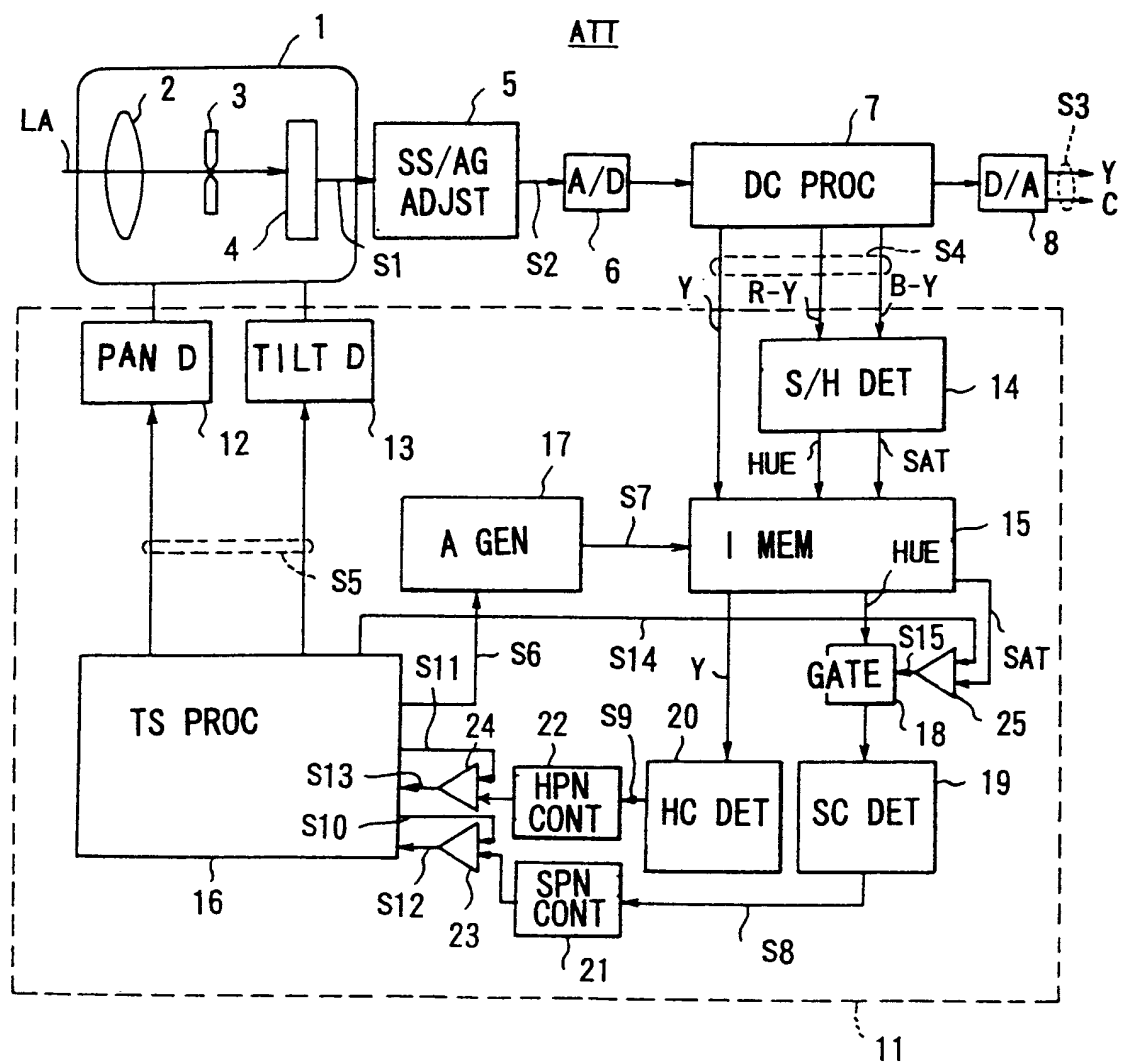 ATT
1
2
3
5
7
S3
LA
SS/AG
ADJST
A/D
DC PROC
D/A
Y
C
4
S1
S2
6
8
S4
Y
R-Y
B-Y
PAN D
TILT D
S/H DET
14
12
13
HUE
SAT
17
A GEN
S7
I MEM
15
HUE
S5
S14
S15
SAT
S6
S11
Y
GATE
TS PROC
24
22
S9
20
18
25
S13
HPN
CONT
HC DET
SC DET
19
S10
S12
23
SPN
CONT
16
S8
21
11